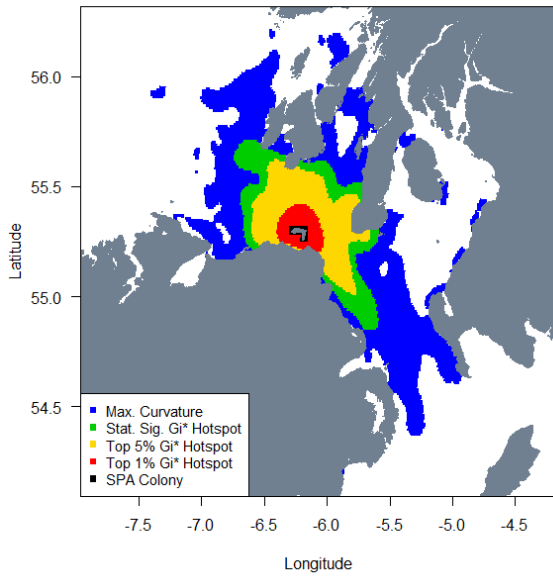 56.0
55.5
55.0
54.5
Latitude
Max. Curvature
Stat. Sig. Gi* Hotspot
Top 5% Gi* Hotspot
Top 1% Gi* Hotspot
SPA Colony
-7.5 -7.0 -6.5 -6.0 -5.5 -5.0 -4.5
Longitude